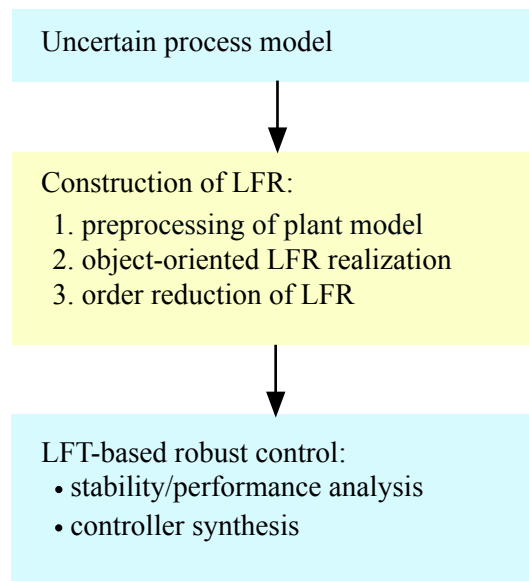 Uncertain process model
Construction of LFR:
1. preprocessing of plant model
2. object-oriented LFR realization
3. order reduction of LFR
LFT-based robust control:
• stability/performance analysis
• controller synthesis